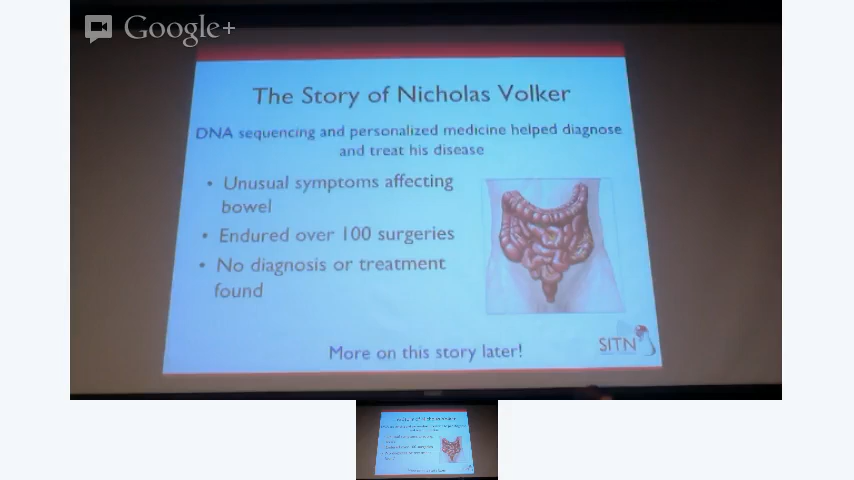 Google+
The Story of Nicholas Volker
DNA sequencing and personalized medicine helped diagnose
and treat his disease
• Unusual symptoms affecting
bowel
• Endured over 100 surgeries
• No diagnosis or treatment
found
More on this story later!
SITN